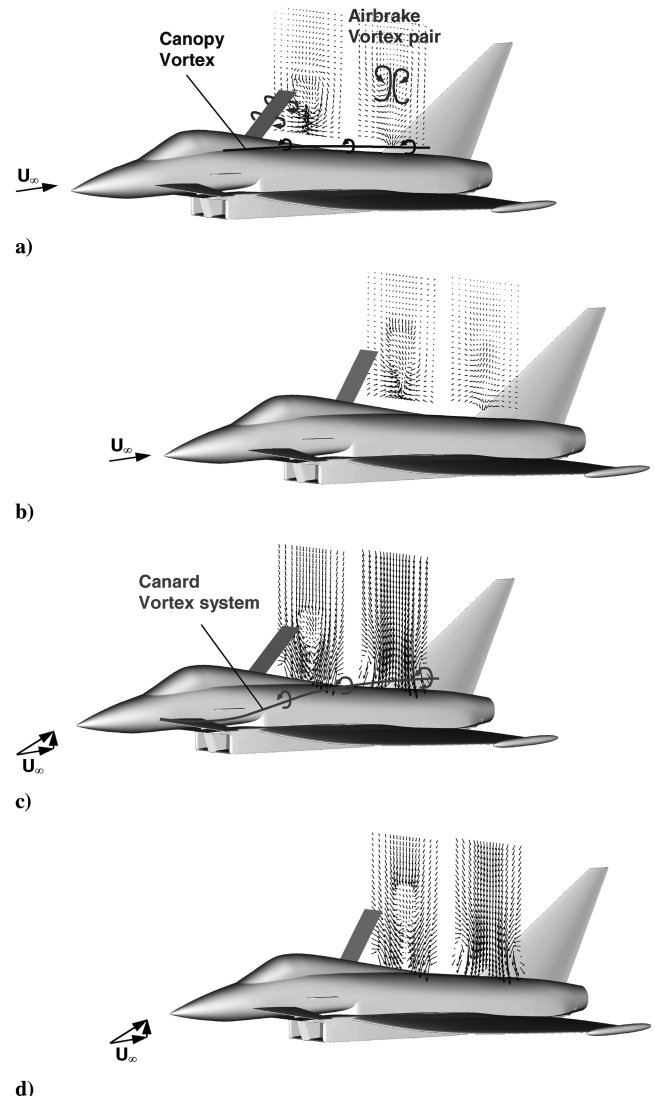 Airbrake
Vortex pair
Canopy
Vortex
U∞
a)
U∞
b)
Canard
Vortex system
U∞
c)
U∞
d)